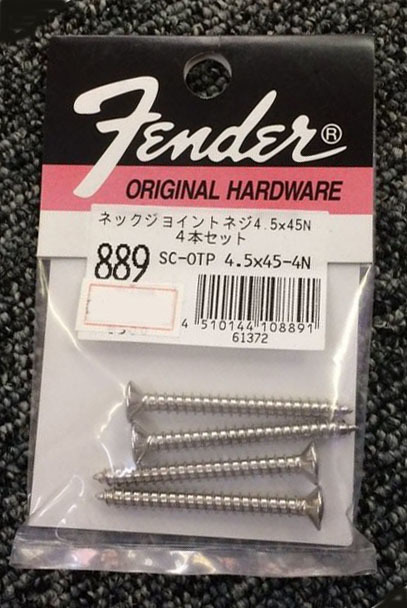 Fender®
ORIGINAL HARDWARE
ネックジョイントネジ4.5x45N
4本セット
889 SC-OTP 4.5x45-4N
4 510144 108891
61372